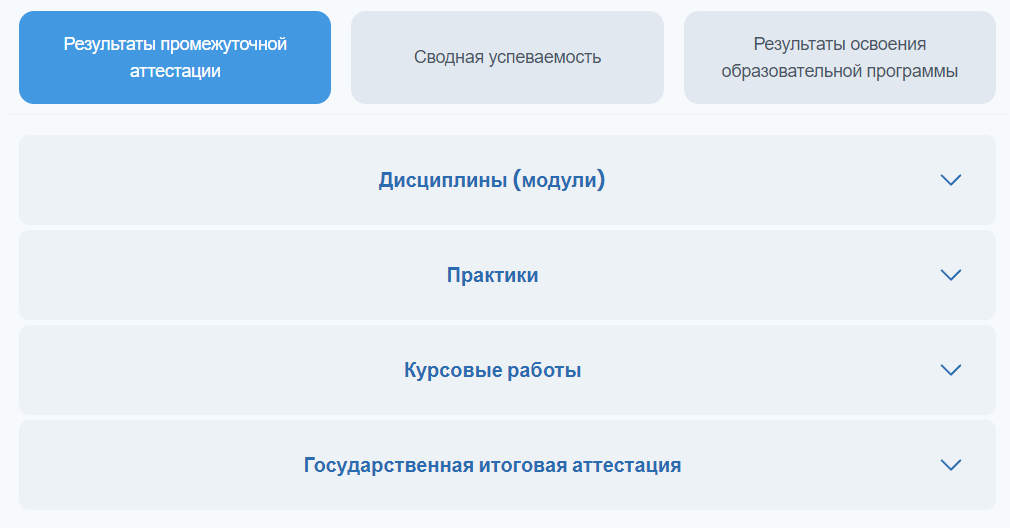 Результаты промежуточной
аттестации
Сводная успеваемость
Результаты освоения
образовательной программы
Дисциплины (модули)
Практики
Курсовые работы
Государственная итоговая аттестация